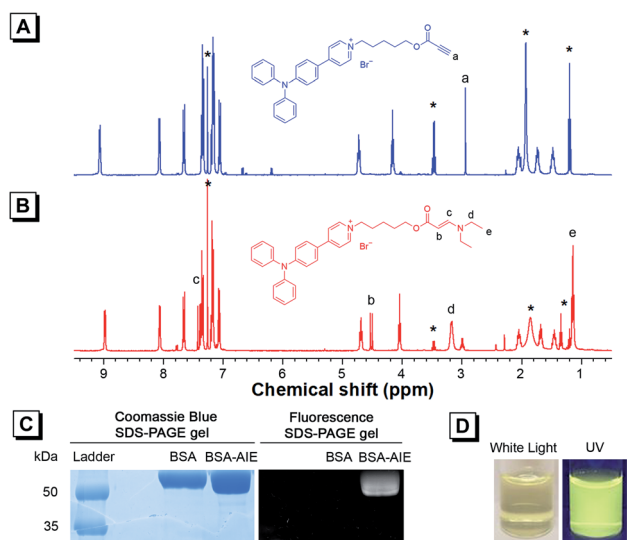 A
*
N⁺
O
O
a
Br⁻
N
*
a
*
*
B
*
N⁺
O
O
c
d
N
e
b
Br⁻
N
c
b
*
d
*
*
e
9 8 7 6 5 4 3 2 1
Chemical shift (ppm)
C
Coomassie Blue
SDS-PAGE gel
Fluorescence
SDS-PAGE gel
kDa Ladder BSA BSA-AIE BSA BSA-AIE
50
35
D
White Light UV